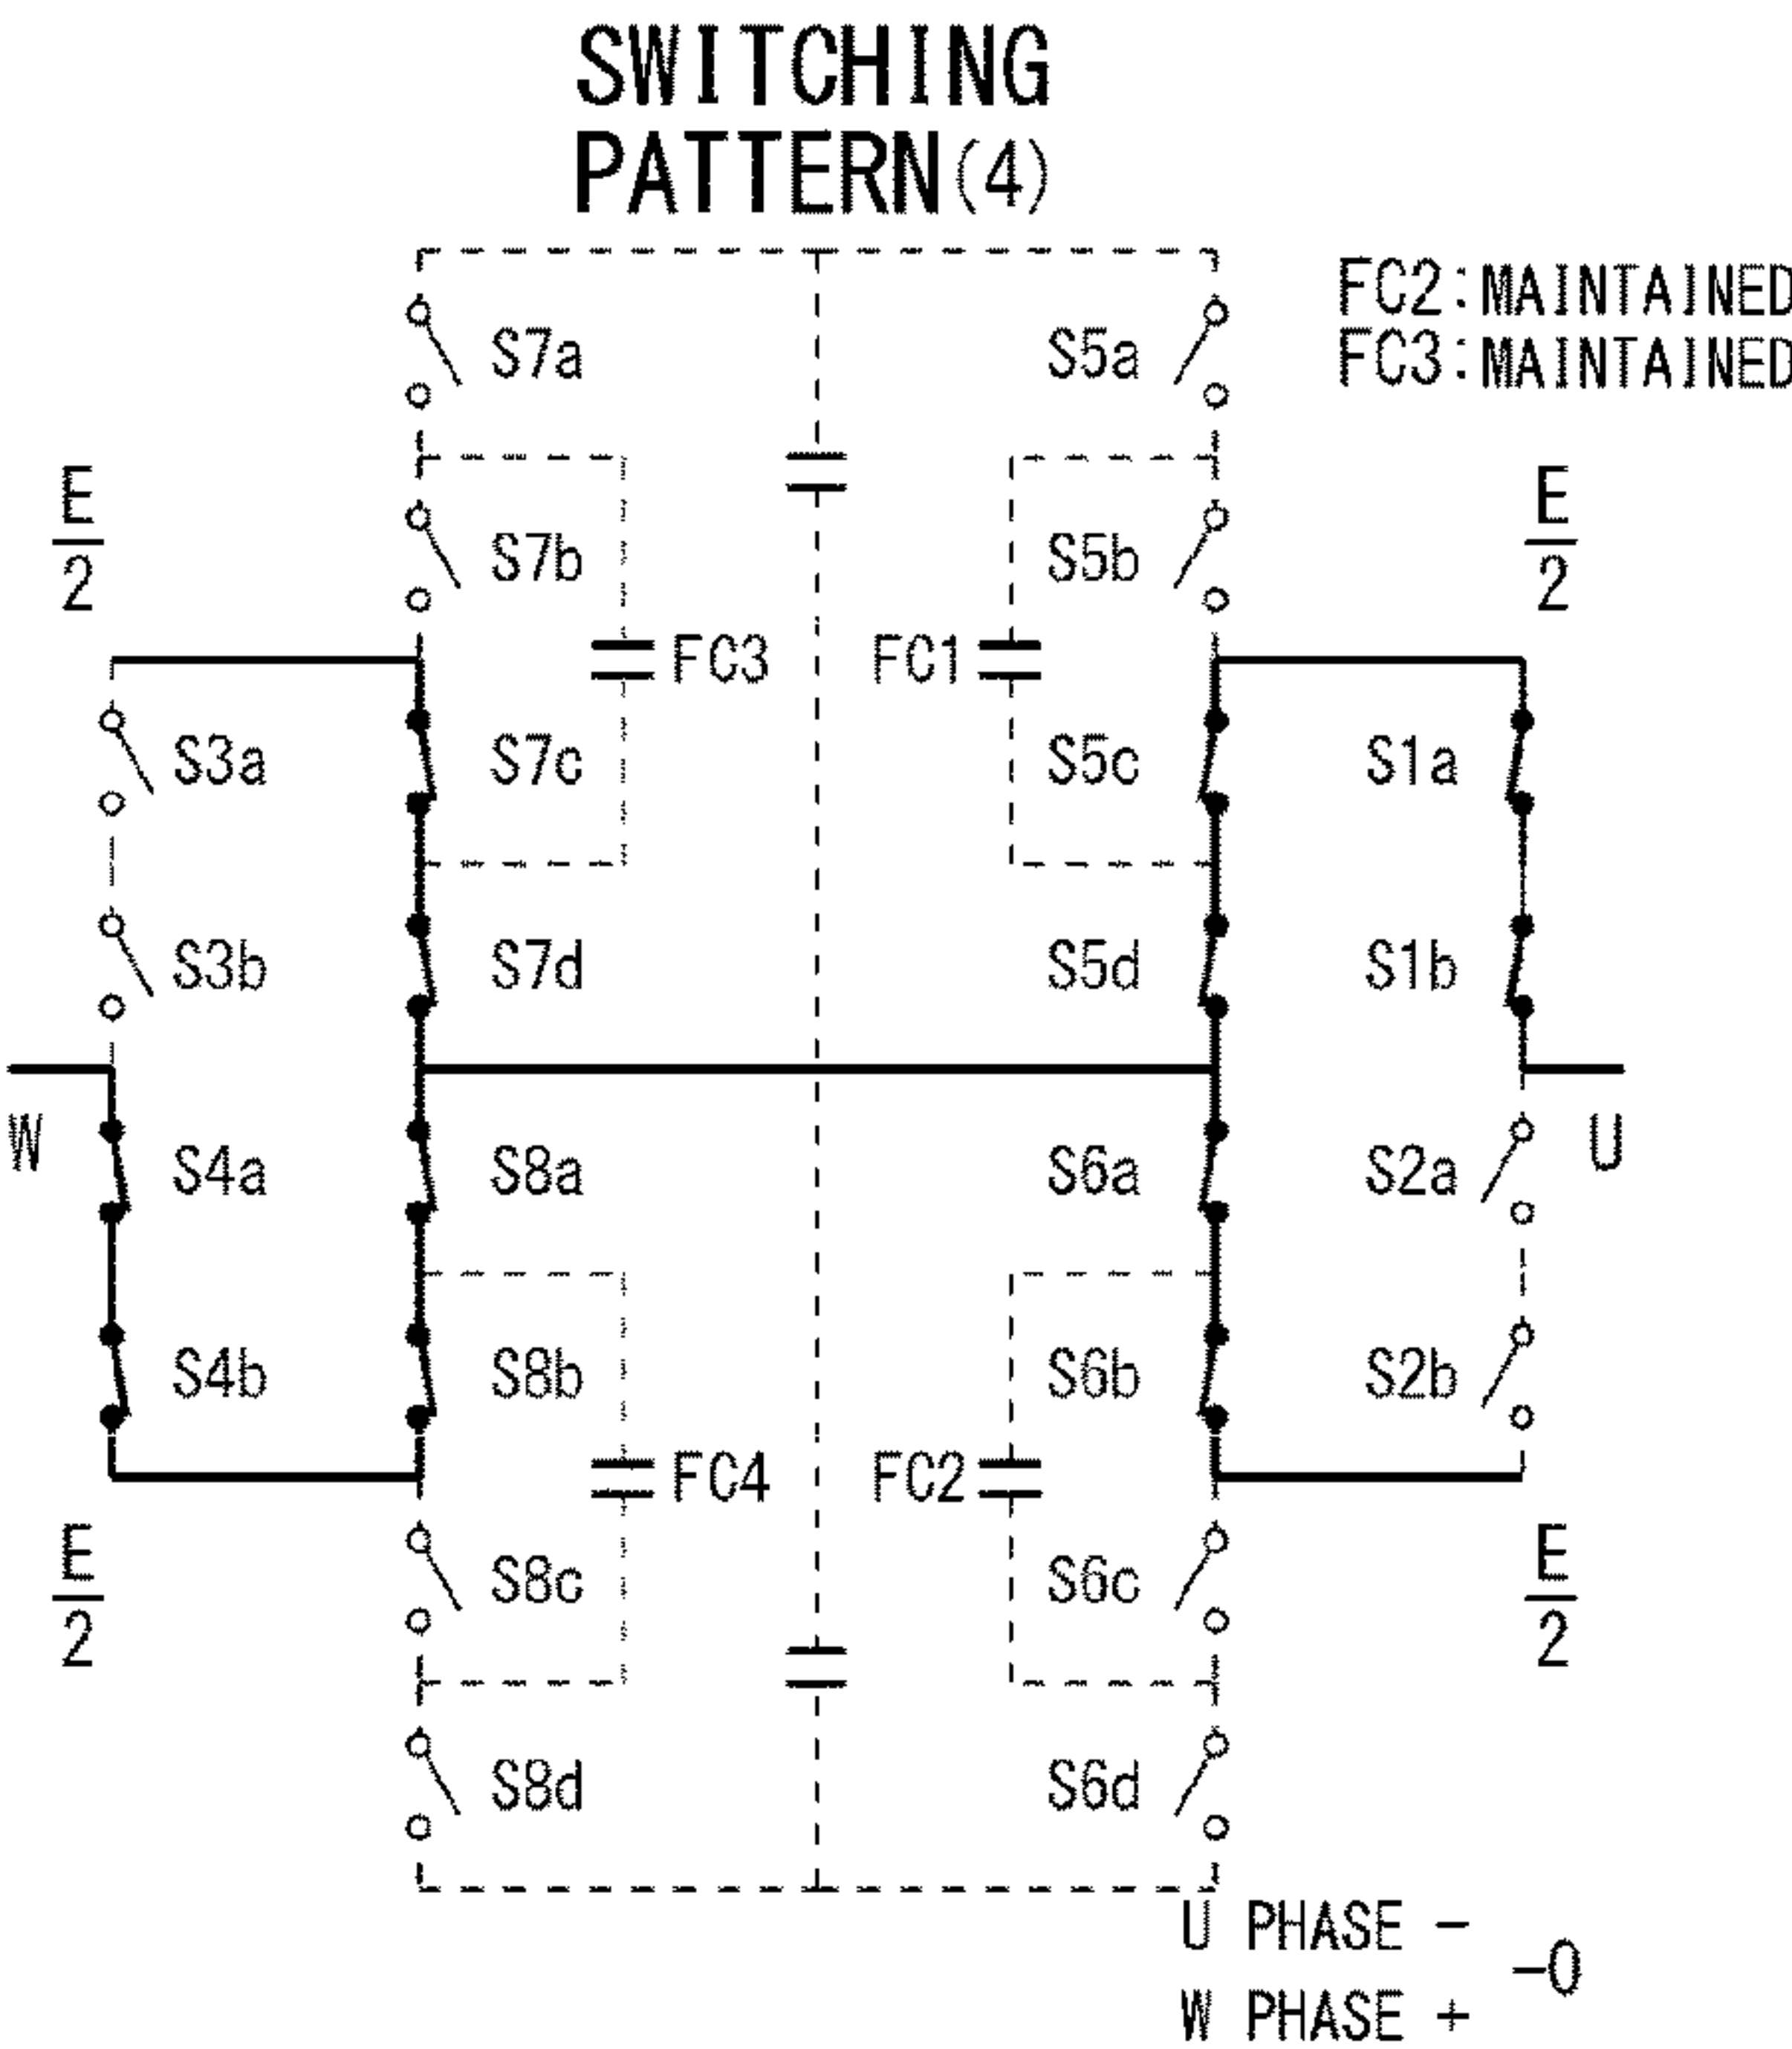 SWITCHING
PATTERN(4)
FC2:MAINTAINED
FC3:MAINTAINED
S7a
S5a
E
2
S7b
S5b
E
2
FC3
FC1
S3a
S7c
S5c
S1a
S3b
S7d
S5d
S1b
W
S4a
S8a
S6a
S2a
U
S4b
S8b
S6b
S2b
FC4
FC2
E
2
S8c
S6c
E
2
S8d
S6d
U PHASE -
-0
W PHASE +